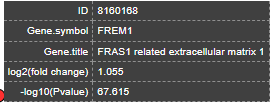 ID 8160168
Gene.symbol FREM1
Gene.title FRAS1 related extracellular matrix 1
log2(fold change) 1.055
-log10(Pvalue) 67.615